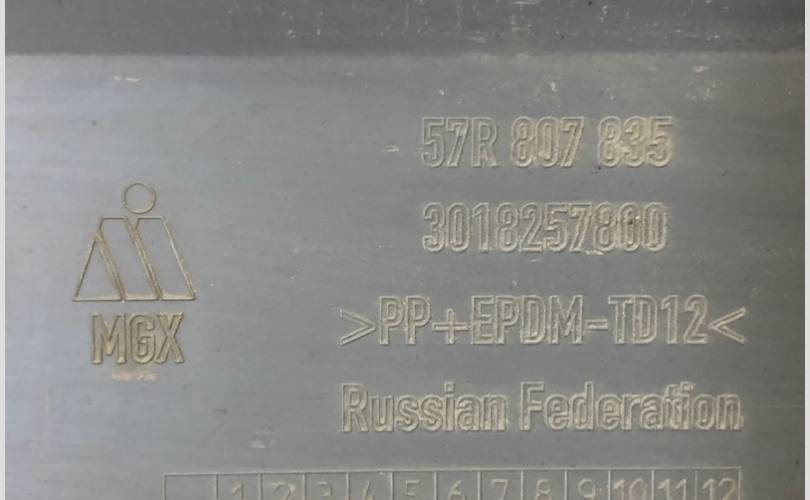 57R 807 835
3018257800
MGX
>PP+EPDM-TD12<
Russian Federation
1 2 3 4 5 6 7 8 9 10 11 12